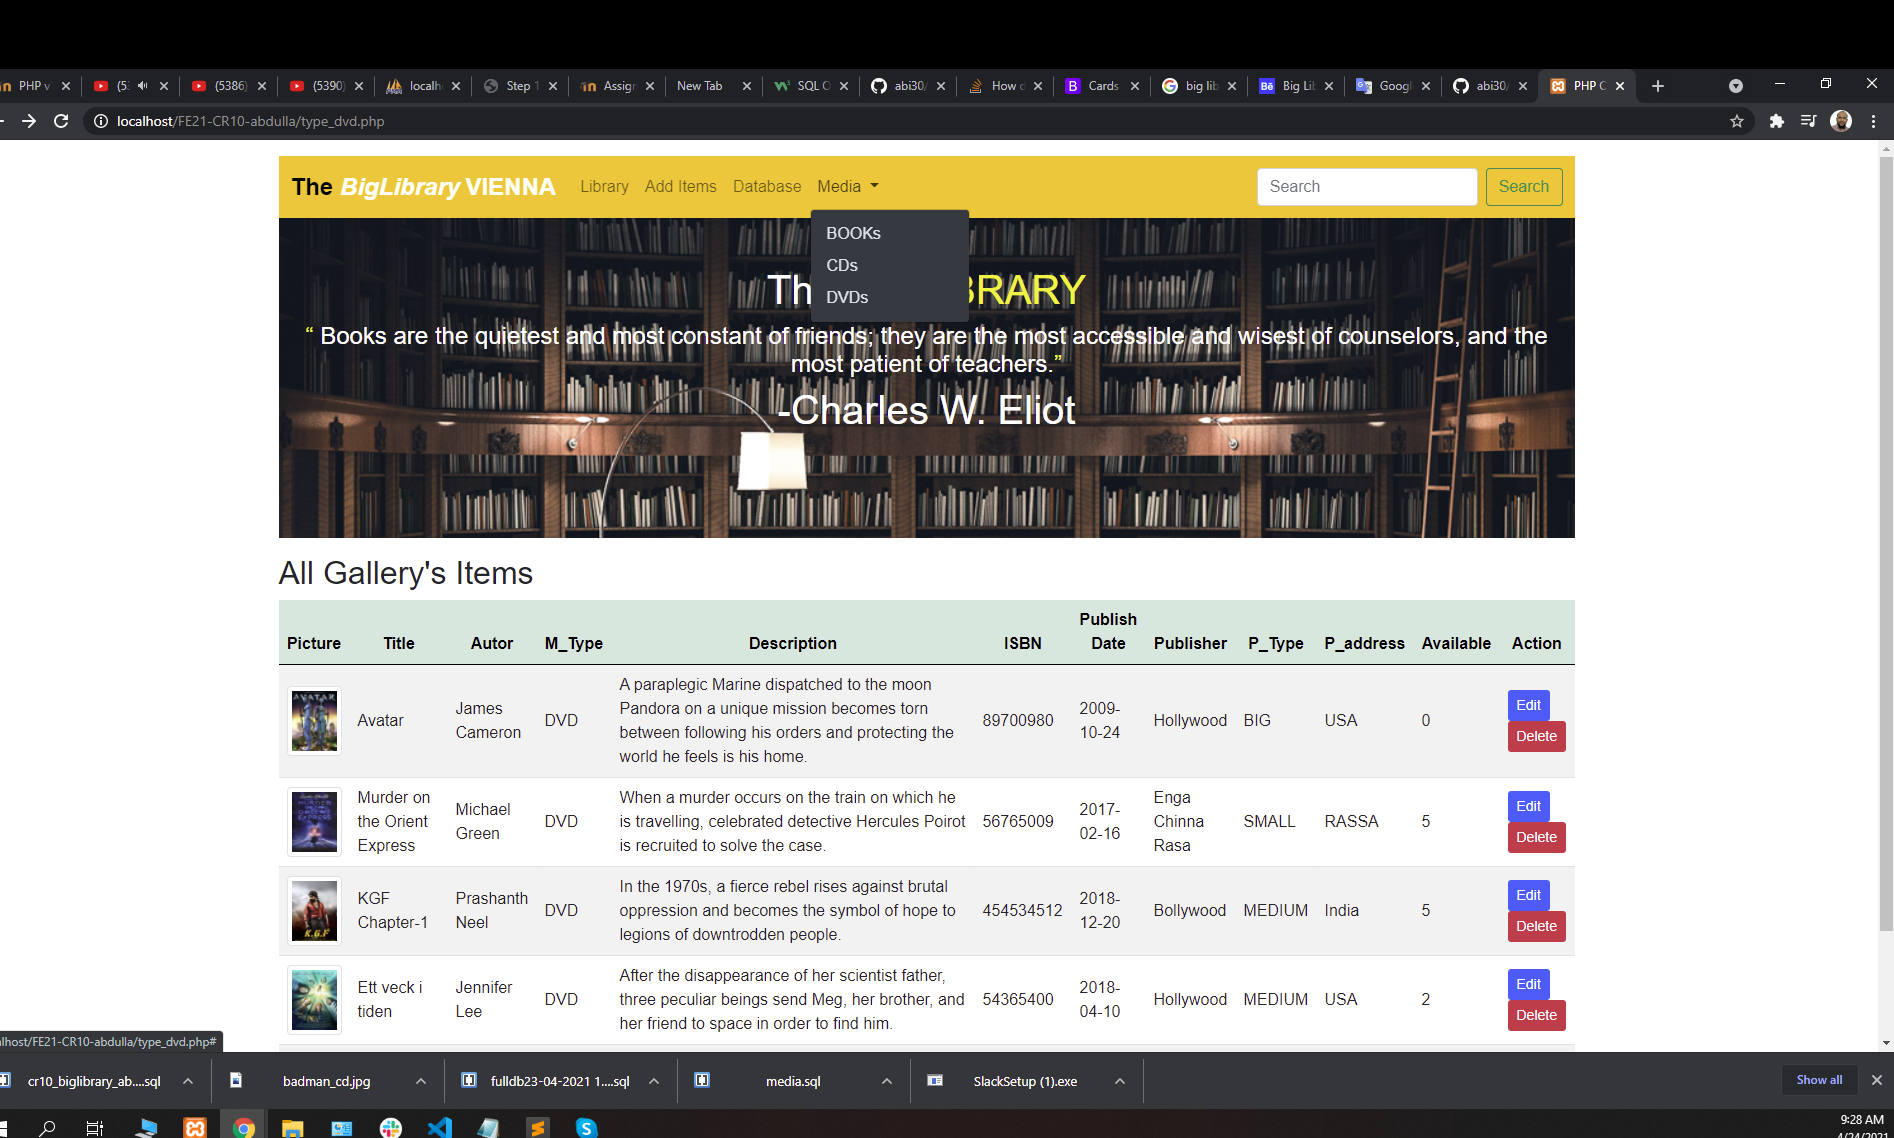 PHP v
(53
(5386)
(5390)
localh
Step 1
Assign
New Tab
SQL O
abi30/
How d
Cards
big lib
Big Lib
Googl
abi30/
PHP C
localhost/FE21-CR10-abdulla/type_dvd.php
The BigLibrary VIENNA
Library
Add Items
Database
Media
Search
Search
BOOKs
CDs
DVDs
Th BRARY
“ Books are the quietest and most constant of friends; they are the most accessible and wisest of counselors, and the
most patient of teachers.”
-Charles W. Eliot
All Gallery's Items
Picture Title Autor M_Type Description ISBN Publish Date Publisher P_Type P_address Available Action
Avatar
James
Cameron
DVD
A paraplegic Marine dispatched to the moon
Pandora on a unique mission becomes torn
between following his orders and protecting the
world he feels is his home.
89700980
2009-
10-24
Hollywood
BIG
USA
0
Edit
Delete
Murder on
the Orient
Express
Michael
Green
DVD
When a murder occurs on the train on which he
is travelling, celebrated detective Hercules Poirot
is recruited to solve the case.
56765009
2017-
02-16
Enga
Chinna
Rasa
SMALL
RASSA
5
Edit
Delete
KGF
Chapter-1
Prashanth
Neel
DVD
In the 1970s, a fierce rebel rises against brutal
oppression and becomes the symbol of hope to
legions of downtrodden people.
454534512
2018-
12-20
Bollywood
MEDIUM
India
5
Edit
Delete
Ett veck i
tiden
Jennifer
Lee
DVD
After the disappearance of her scientist father,
three peculiar beings send Meg, her brother, and
her friend to space in order to find him.
54365400
2018-
04-10
Hollywood
MEDIUM
USA
2
Edit
Delete
lhost/FE21-CR10-abdulla/type_dvd.php#
cr10_biglibrary_ab....sql
badman_cd.jpg
fulldb23-04-2021 1....sql
media.sql
SlackSetup (1).exe
Show all
9:28 AM
4/24/2021